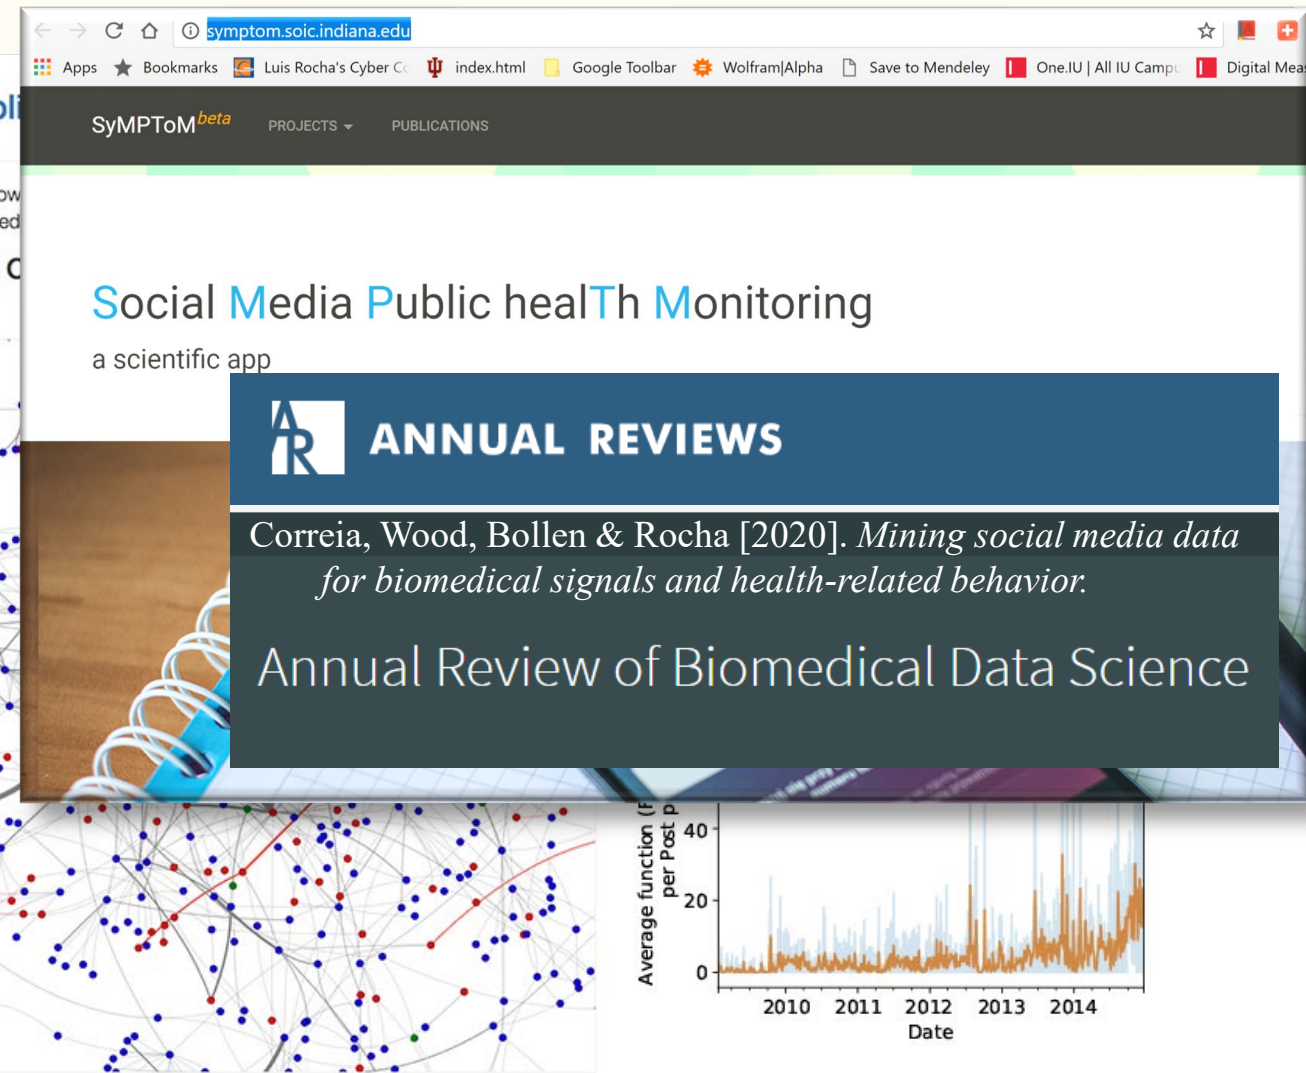 symptom.soic.indiana.edu
Apps Bookmarks Luis Rocha's Cyber Co index.html Google Toolbar Wolfram|Alpha Save to Mendeley One.IU | All IU Campu Digital Meas
SyMPToM beta PROJECTS PUBLICATIONS
Social Media Public healTh Monitoring
a scientific app
AR ANNUAL REVIEWS
Correia, Wood, Bollen & Rocha [2020]. Mining social media data
for biomedical signals and health-related behavior.
Annual Review of Biomedical Data Science
Average function (F
per Post p
40
20
0
2010 2011 2012 2013 2014
Date